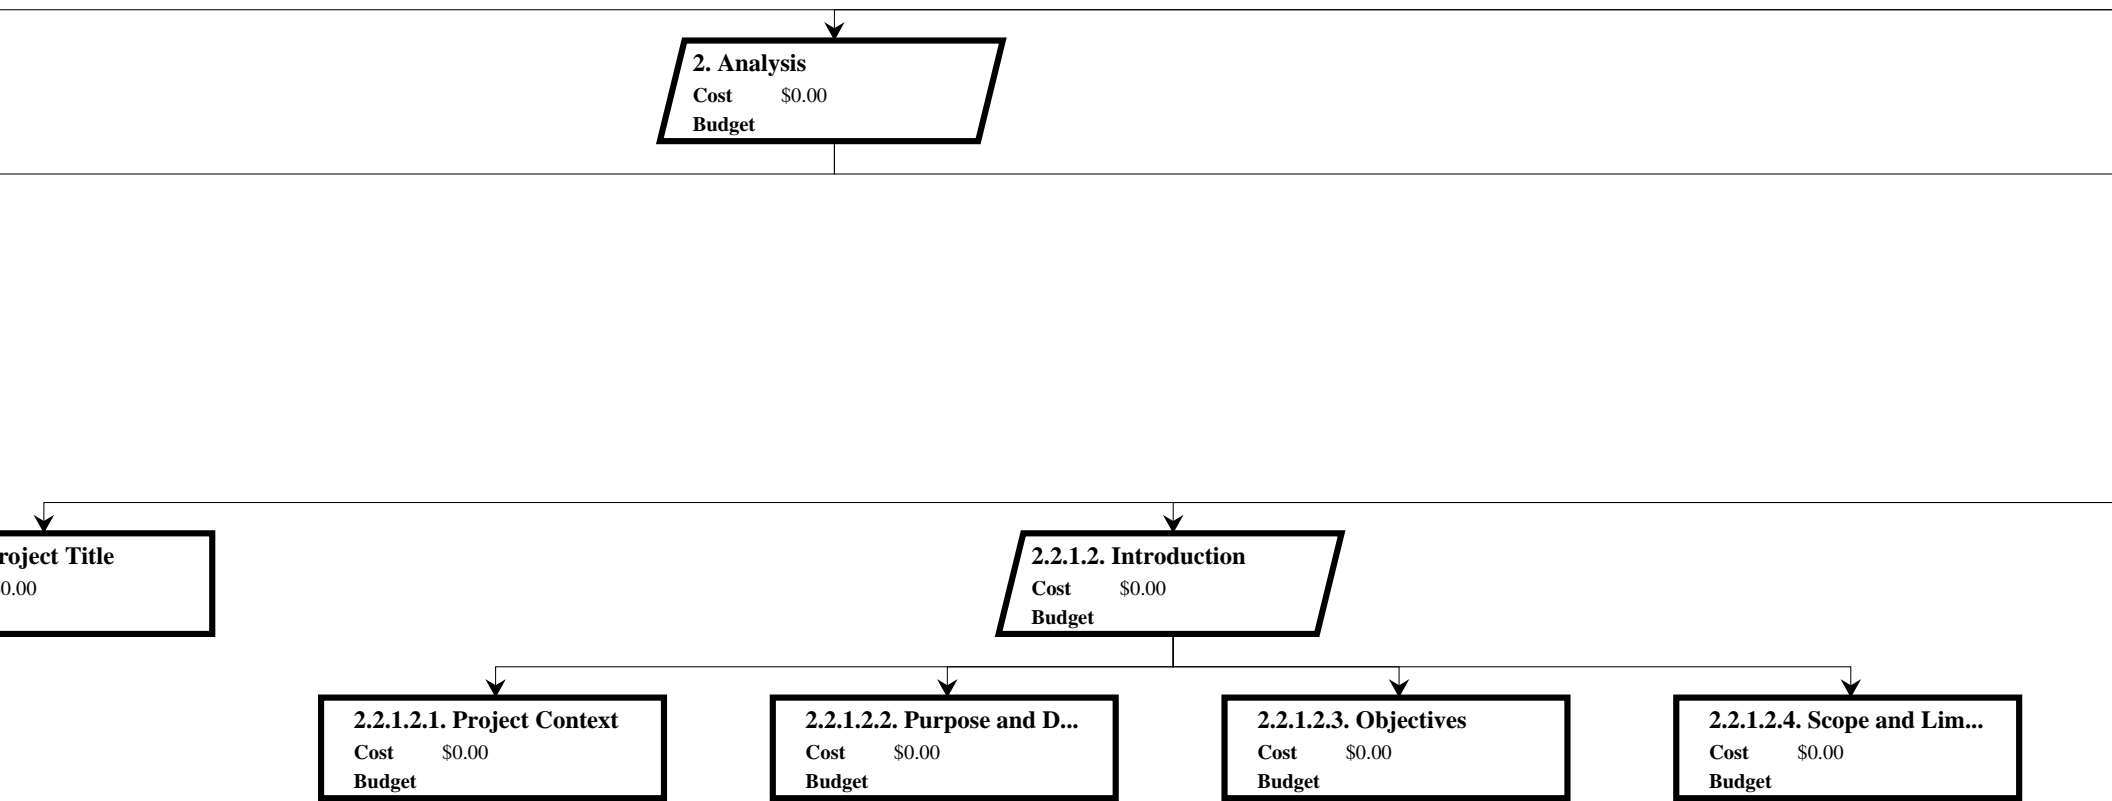 2. Analysis
Cost $0.00
Budget
roject Title
0.00
2.2.1.2. Introduction
Cost $0.00
Budget
2.2.1.2.1. Project Context
Cost $0.00
Budget
2.2.1.2.2. Purpose and D...
Cost $0.00
Budget
2.2.1.2.3. Objectives
Cost $0.00
Budget
2.2.1.2.4. Scope and Lim...
Cost $0.00
Budget